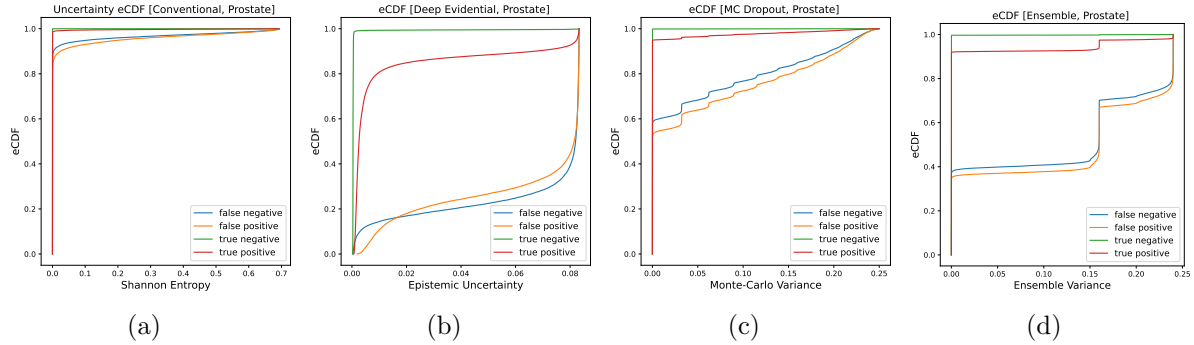 Uncertainty eCDF [Conventional, Prostate]
1.0
0.8
0.6
0.4
0.2
0.0
eCDF
0.0 0.1 0.2 0.3 0.4 0.5 0.6 0.7
Shannon Entropy
false negative
false positive
true negative
true positive
(a)
eCDF [Deep Evidential, Prostate]
1.0
0.8
0.6
0.4
0.2
0.0
eCDF
0.00 0.02 0.04 0.06 0.08
Epistemic Uncertainty
false negative
false positive
true negative
true positive
(b)
eCDF [MC Dropout, Prostate]
1.0
0.8
0.6
0.4
0.2
0.0
eCDF
0.00 0.05 0.10 0.15 0.20 0.25
Monte-Carlo Variance
false negative
false positive
true negative
true positive
(c)
eCDF [Ensemble, Prostate]
1.0
0.8
0.6
0.4
0.2
0.0
eCDF
0.00 0.05 0.10 0.15 0.20 0.25
Ensemble Variance
false negative
false positive
true negative
true positive
(d)